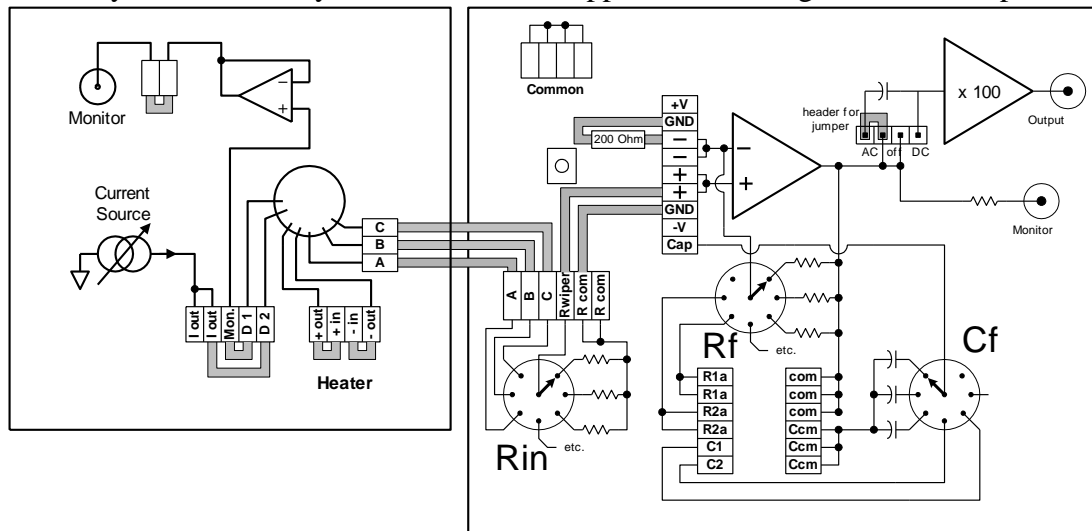 Monitor
Current
Source
I out
I out
Mon.
D 1
D 2
+ out
+ in
- in
- out
Heater
C
B
A
Common
+V
GND
200 Ohm
−
−
+
+
GND
-V
Cap
−
+
−
+
x 100
Output
header for
jumper
AC
off
DC
Monitor
A
B
C
Rwiper
R com
R com
etc.
Rin
etc.
Rf
Cf
R1a
R1a
R2a
R2a
C1
C2
com
com
com
Ccm
Ccm
Ccm